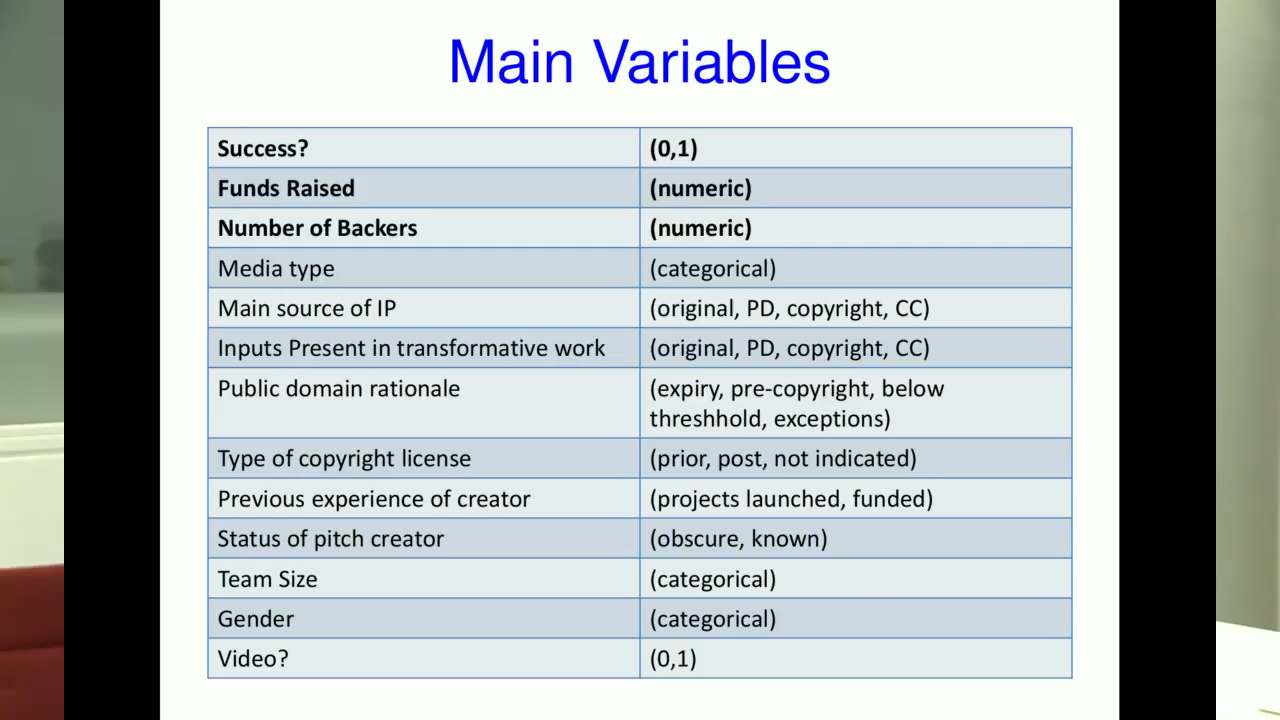 Main Variables
Success? (0,1)
Funds Raised (numeric)
Number of Backers (numeric)
Media type (categorical)
Main source of IP (original, PD, copyright, CC)
Inputs Present in transformative work (original, PD, copyright, CC)
Public domain rationale (expiry, pre-copyright, below
threshhold, exceptions)
Type of copyright license (prior, post, not indicated)
Previous experience of creator (projects launched, funded)
Status of pitch creator (obscure, known)
Team Size (categorical)
Gender (categorical)
Video? (0,1)